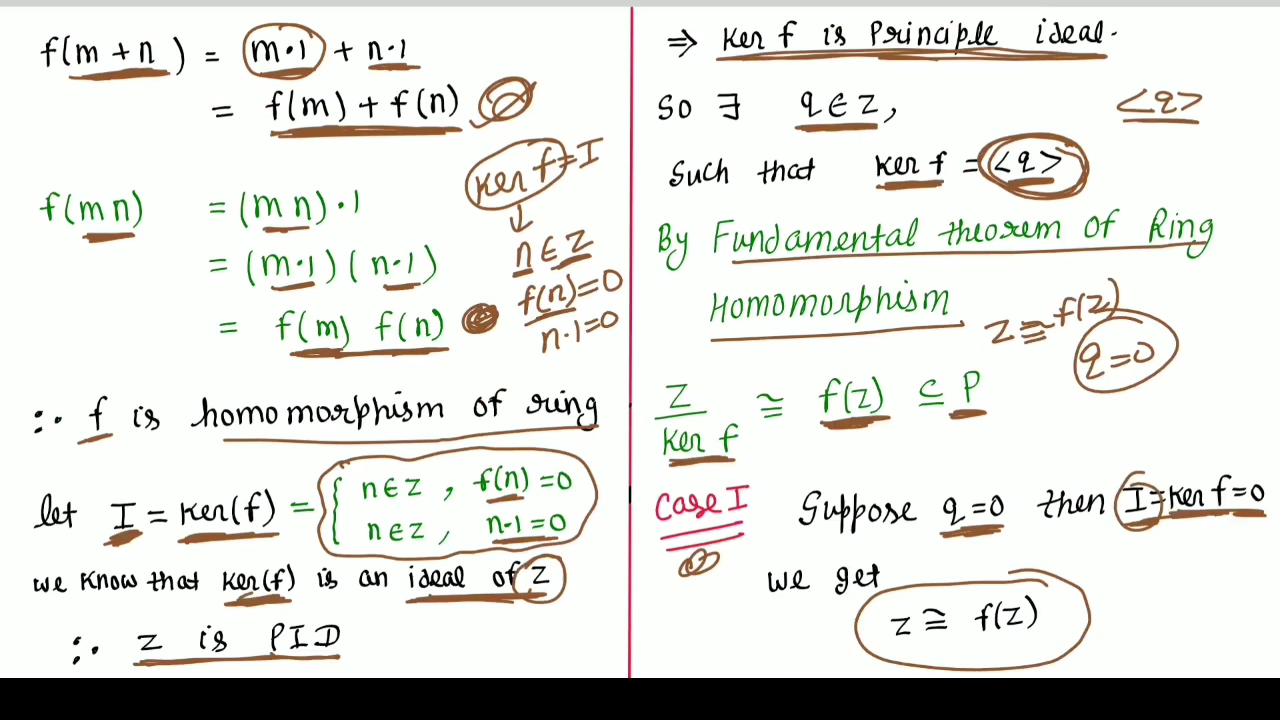 f(m + n) = m·1 + n·1
= f(m) + f(n)
ker f = I
n ∈ Z
f(n) = 0
n·1 = 0
f(mn) = (mn)·1
= (m·1)(n·1)
= f(m) f(n)
∴ f is homomorphism of ring
let I = Ker(f) = { n ∈ Z , f(n) = 0
n ∈ Z , n·1 = 0 }
we know that ker(f) is an ideal of Z
∴ Z is PID
⇒ Ker f is Principle ideal.
So ∃ q ∈ Z, <q>
Such that ker f = <q>
By Fundamental theorem of Ring
Homomorphism
Z ≅ f(Z)
q = 0
Z / Ker f ≅ f(Z) ⊆ P
Case I Suppose q = 0 then I = Ker f = 0
we get
Z ≅ f(Z)